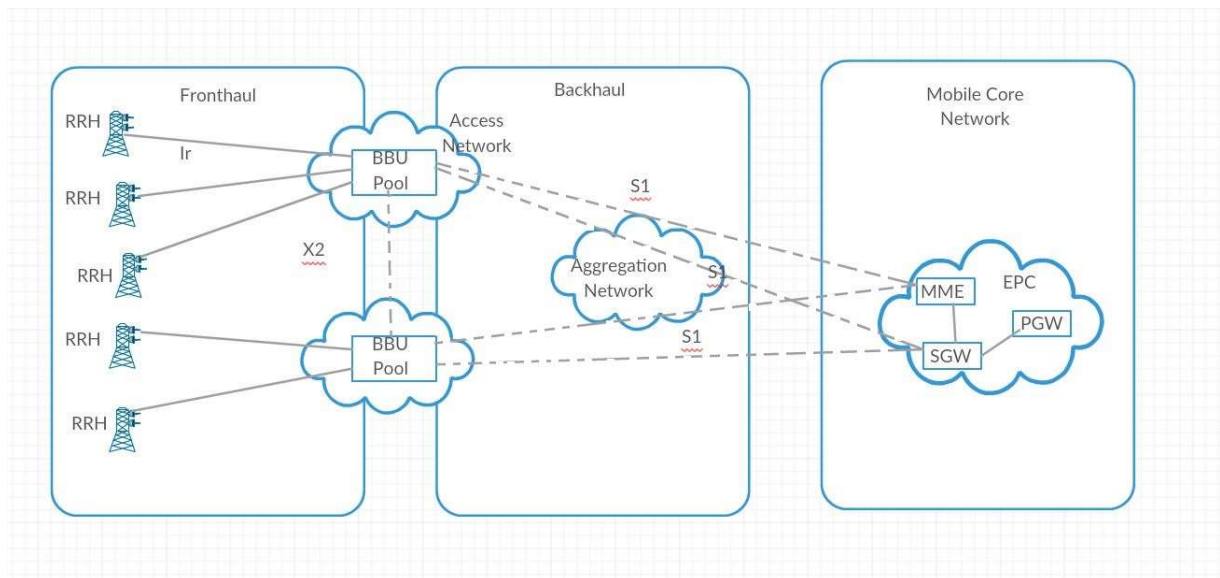 Fronthaul
RRH
Ir
RRH
RRH
RRH
RRH
X2
BBU
Pool
BBU
Pool
Backhaul
Access
Network
S1
Aggregation
Network
S1
S1
Mobile Core
Network
MME
EPC
PGW
SGW